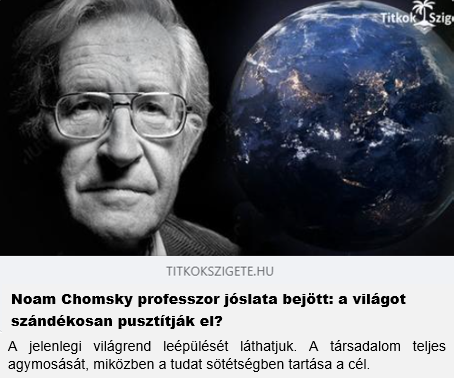 Titkok Szige
TITKOKSZIGETE.HU
Noam Chomsky professzor jóslata bejött: a világot
szándékosan pusztítják el?
A jelenlegi világrend leépülését láthatjuk. A társadalom teljes
agymosását, miközben a tudat sötétségben tartása a cél.